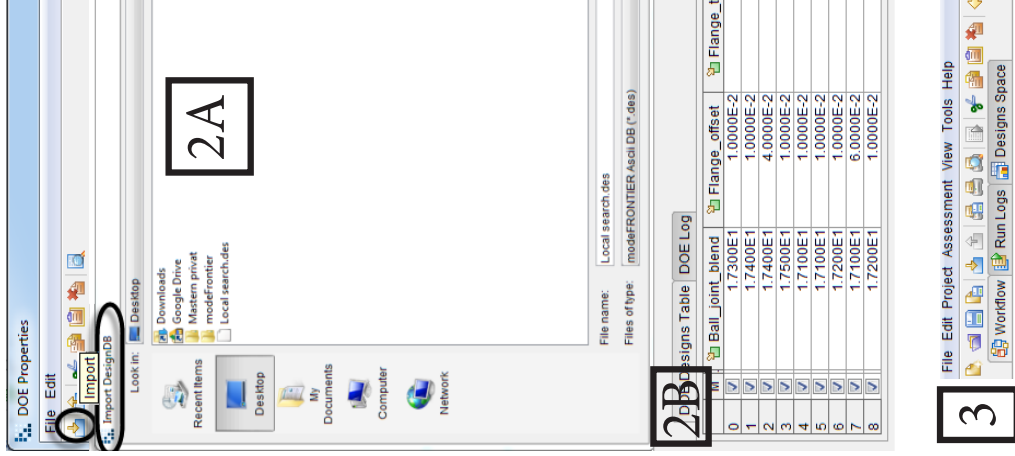 DOE Properties
File Edit
Import
Import DesignDB
Look in: Desktop
Recent Items
Desktop
My
Documents
Computer
Network
Downloads
Google Drive
Mastern privat
modeFrontier
Local search.des
2A
File name: Local search.des
Files of type: modeFRONTIER Ascii DB (*.des)
2B
Designs Table DOE Log
M Ball_joint_blend Flange_offset Flange_t
0 1.7300E1 1.0000E-2
1 1.7400E1 1.0000E-2
2 1.7400E1 4.0000E-2
3 1.7500E1 1.0000E-2
4 1.7100E1 1.0000E-2
5 1.7100E1 1.0000E-2
6 1.7200E1 1.0000E-2
7 1.7100E1 6.0000E-2
8 1.7200E1 1.0000E-2
3
File Edit Project Assessment View Tools Help
Workflow Run Logs Designs Space